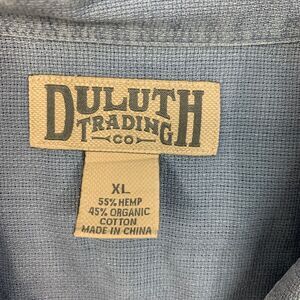 DULUTH
TRADING
CO
XL
55% HEMP
45% ORGANIC
COTTON
MADE IN CHINA